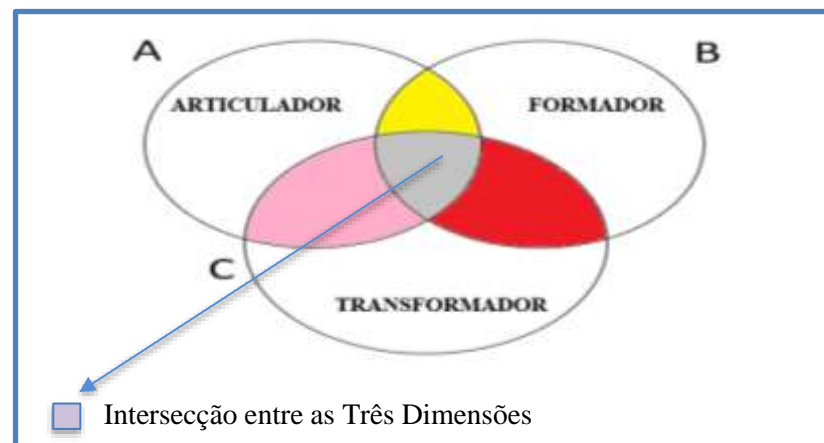 A
B
ARTICULADOR
FORMADOR
C
TRANSFORMADOR
Intersecção entre as Três Dimensões